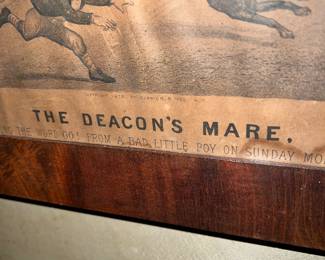 THE DEACON'S MARE.
THE WORD GO! FROM A BAD LITTLE BOY ON SUNDAY